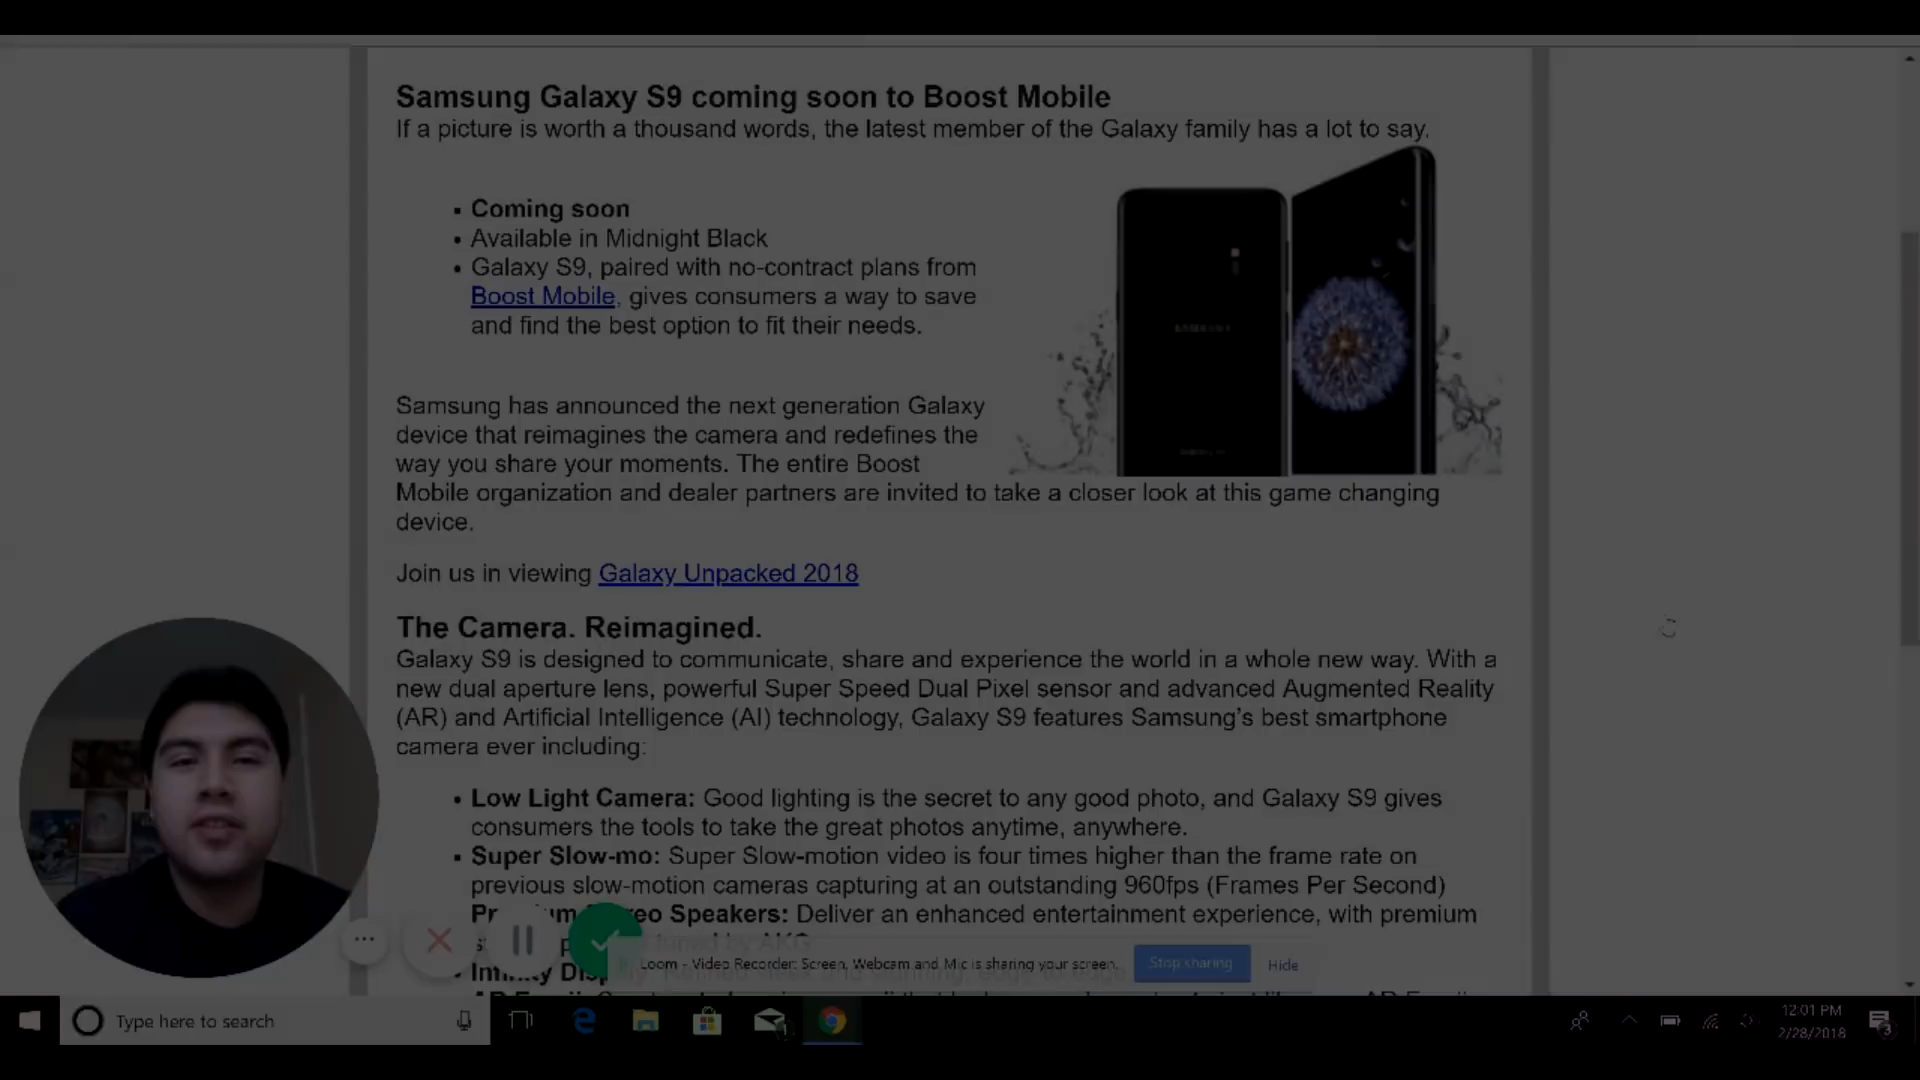 Samsung Galaxy S9 coming soon to Boost Mobile
If a picture is worth a thousand words, the latest member of the Galaxy family has a lot to say.
Coming soon
Available in Midnight Black
Galaxy S9, paired with no-contract plans from
Boost Mobile, gives consumers a way to save
and find the best option to fit their needs.
SAMSUNG
Samsung has announced the next generation Galaxy
device that reimagines the camera and redefines the
way you share your moments. The entire Boost
Mobile organization and dealer partners are invited to take a closer look at this game changing
device.
Join us in viewing Galaxy Unpacked 2018
The Camera. Reimagined.
Galaxy S9 is designed to communicate, share and experience the world in a whole new way. With a
new dual aperture lens, powerful Super Speed Dual Pixel sensor and advanced Augmented Reality
(AR) and Artificial Intelligence (AI) technology, Galaxy S9 features Samsung's best smartphone
camera ever including:
Low Light Camera: Good lighting is the secret to any good photo, and Galaxy S9 gives
consumers the tools to take the great photos anytime, anywhere.
Super Slow-mo: Super Slow-motion video is four times higher than the frame rate on
previous slow-motion cameras capturing at an outstanding 960fps (Frames Per Second)
Speakers: Deliver an enhanced entertainment experience, with premium
tuned by AKG
Loom - Video Recorder: Screen, Webcam and Mic is sharing your screen.
Stop sharing
Hide
Type here to search
12:01 PM
2/28/2018
3